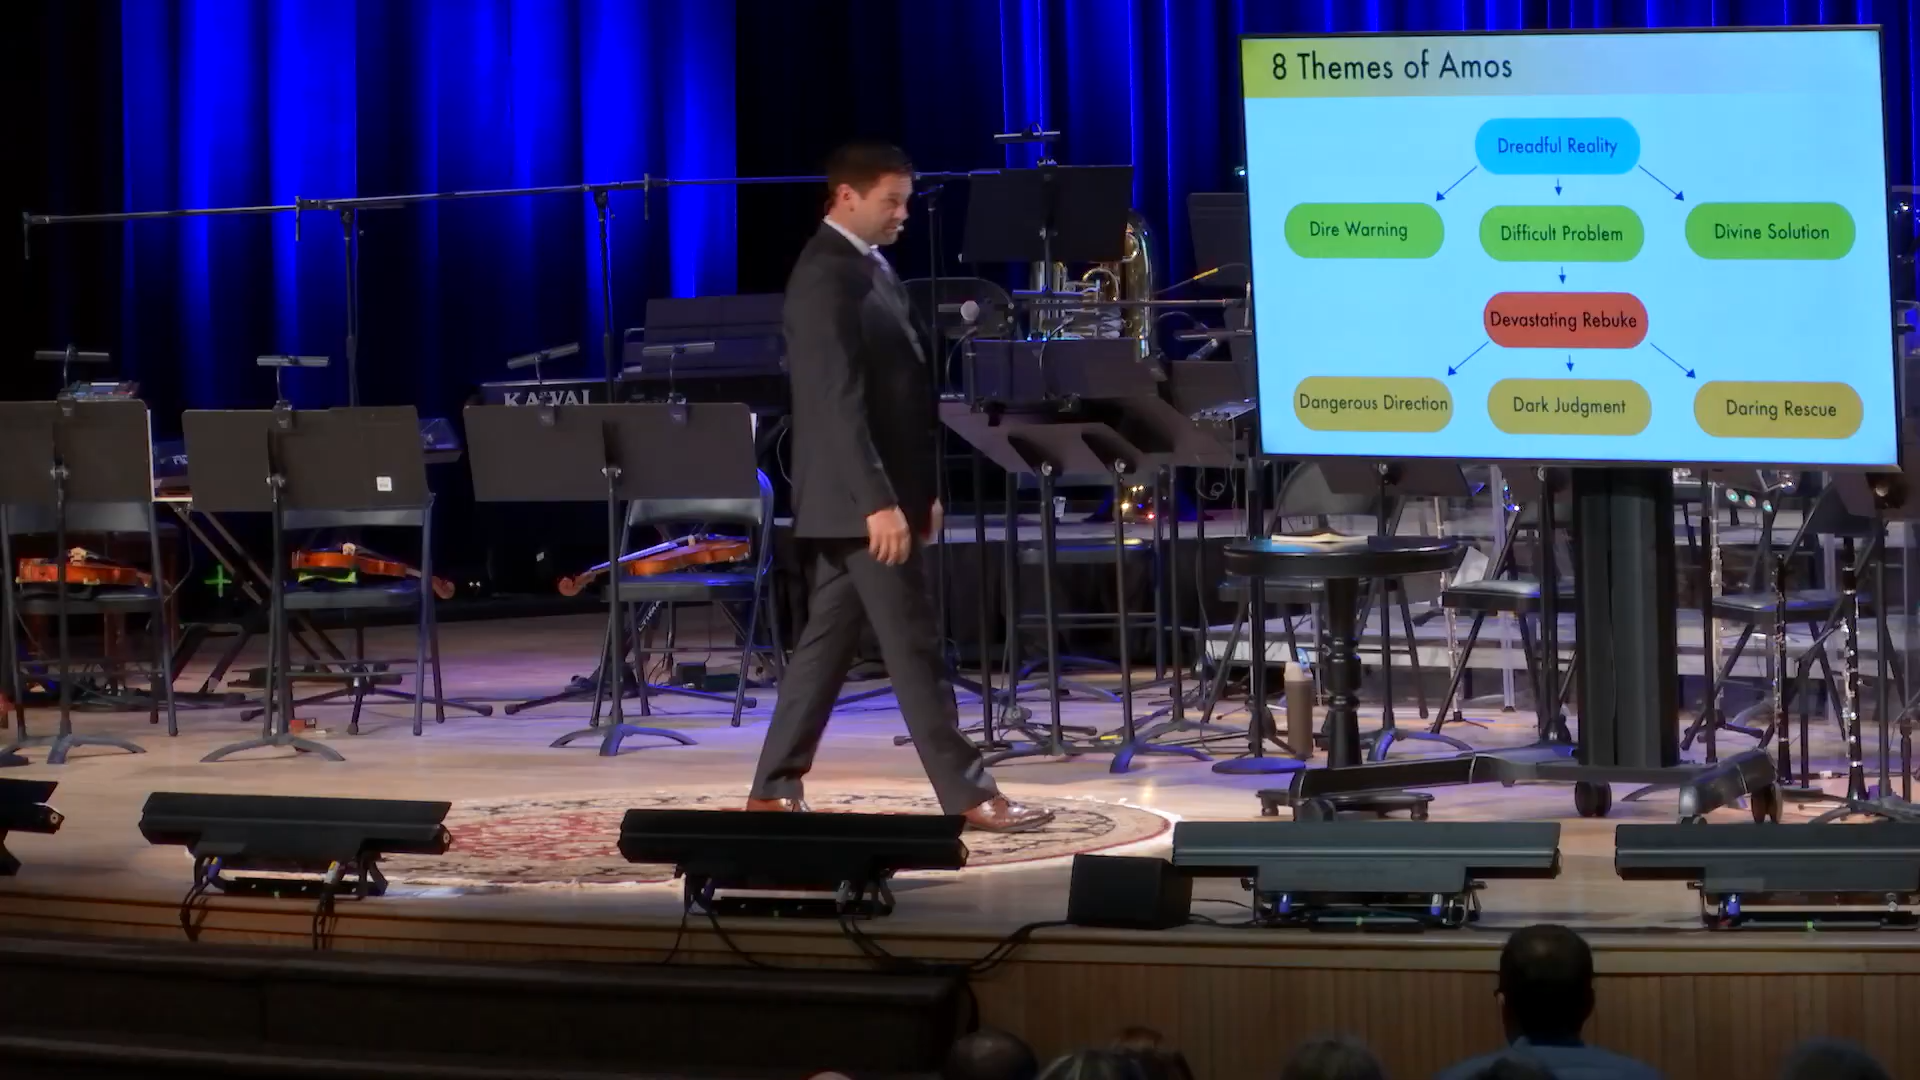 8 Themes of Amos
Dreadful Reality
Dire Warning
Difficult Problem
Divine Solution
Devastating Rebuke
Dangerous Direction
Dark Judgment
Daring Rescue
KAWAI